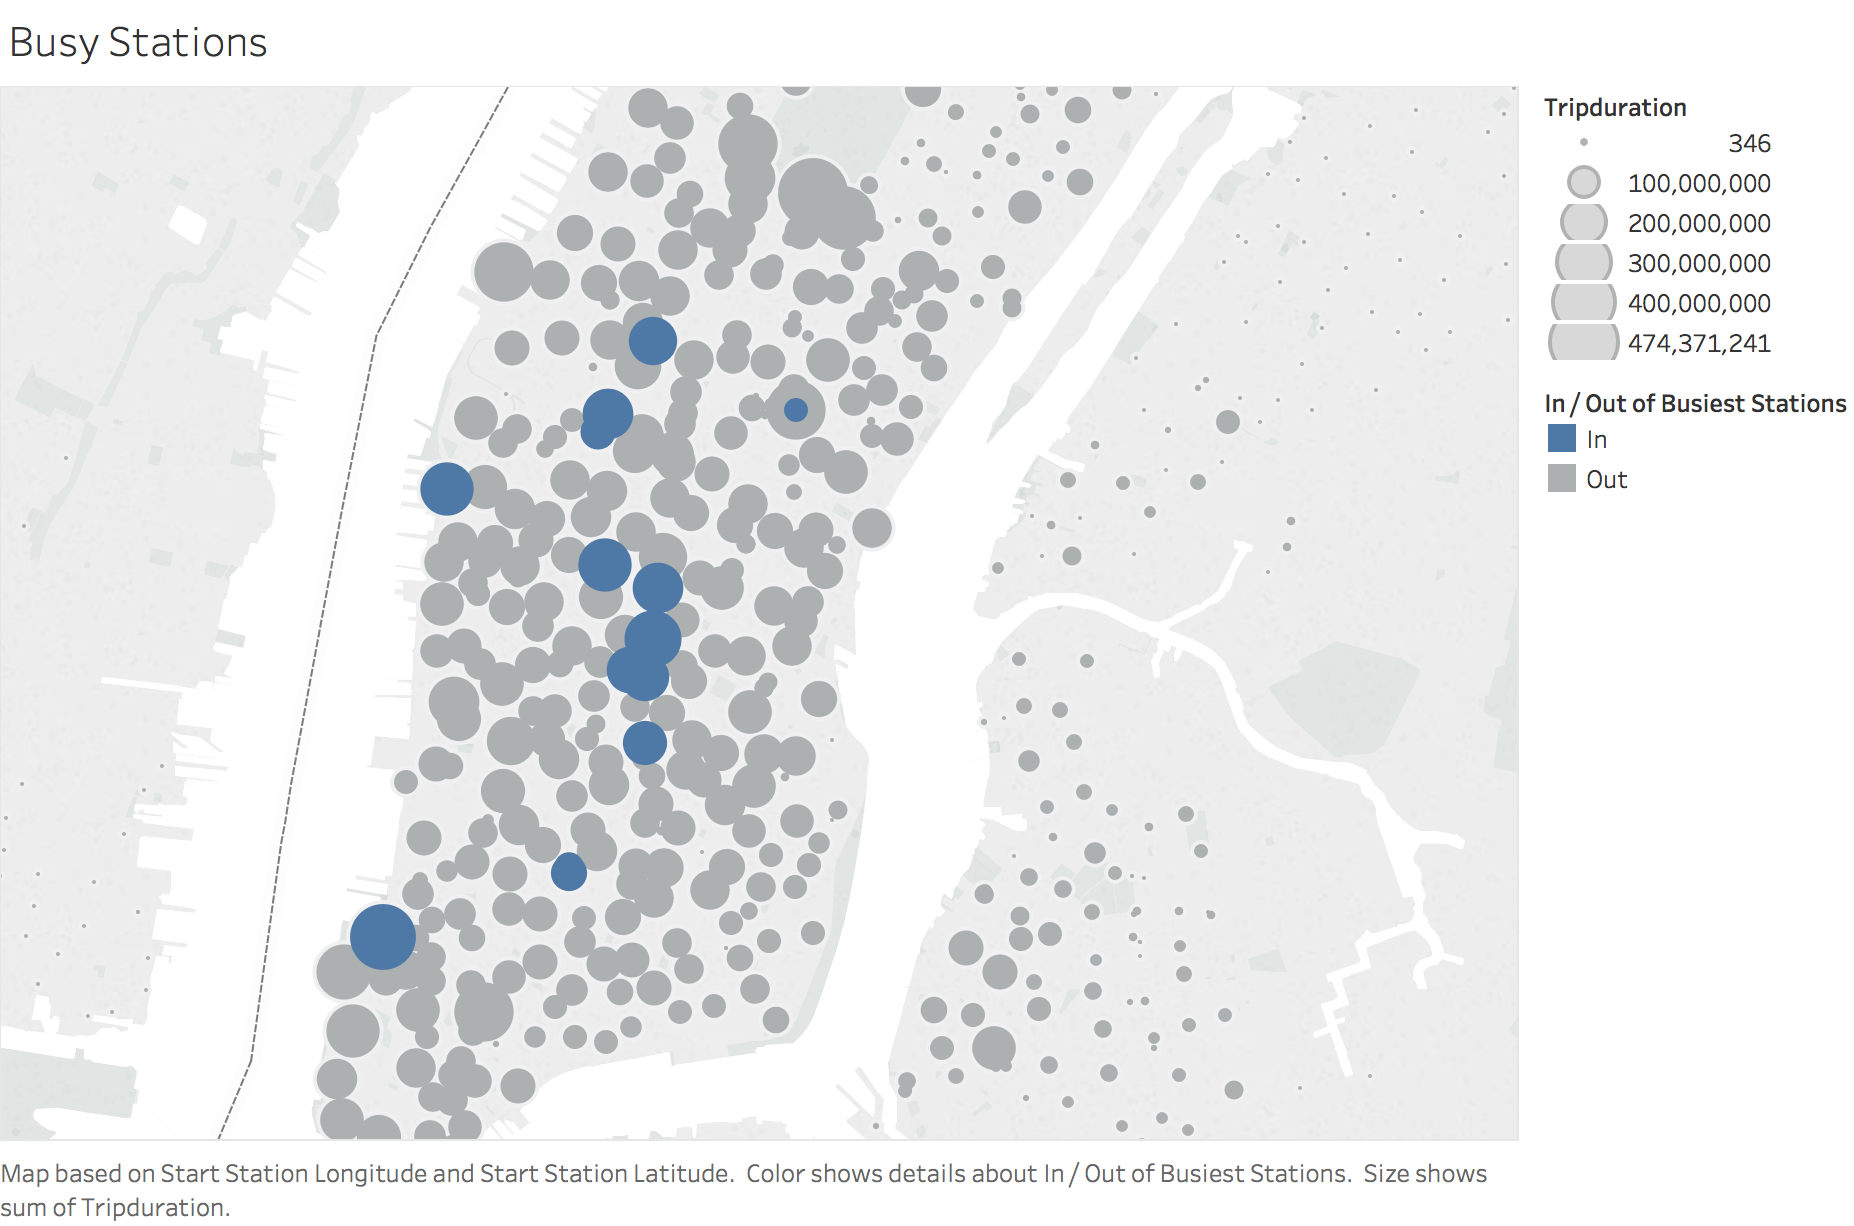 Busy Stations
Tripduration
346
100,000,000
200,000,000
300,000,000
400,000,000
474,371,241
In / Out of Busiest Stations
In
Out
Map based on Start Station Longitude and Start Station Latitude.  Color shows details about In / Out of Busiest Stations.  Size shows
sum of Tripduration.